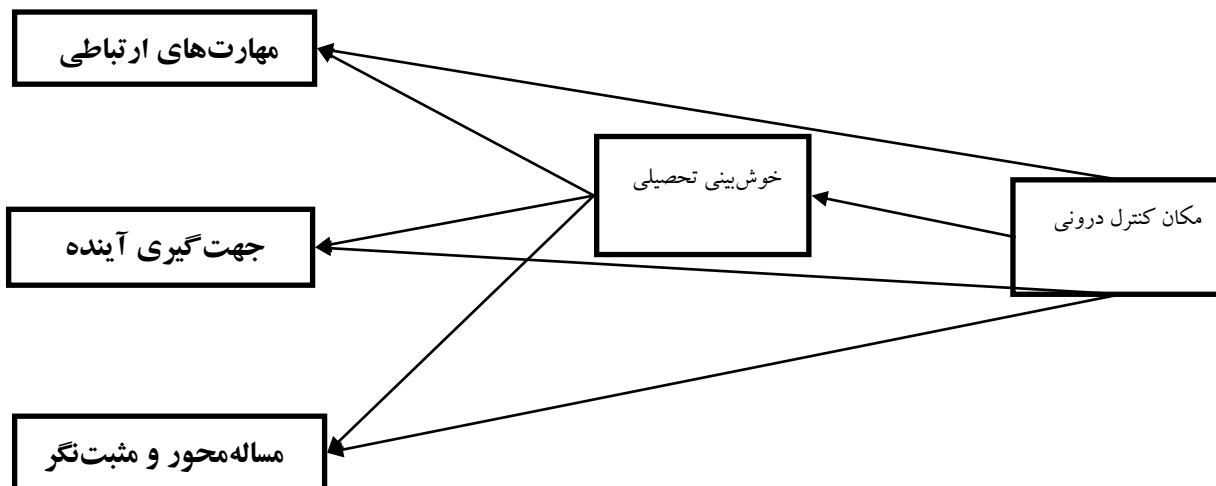 مهارت‌های ارتباطی
خوش‌بینی تحصیلی
مکان کنترل درونی
جهت‌گیری آینده
مساله‌محور و مثبت‌نگر